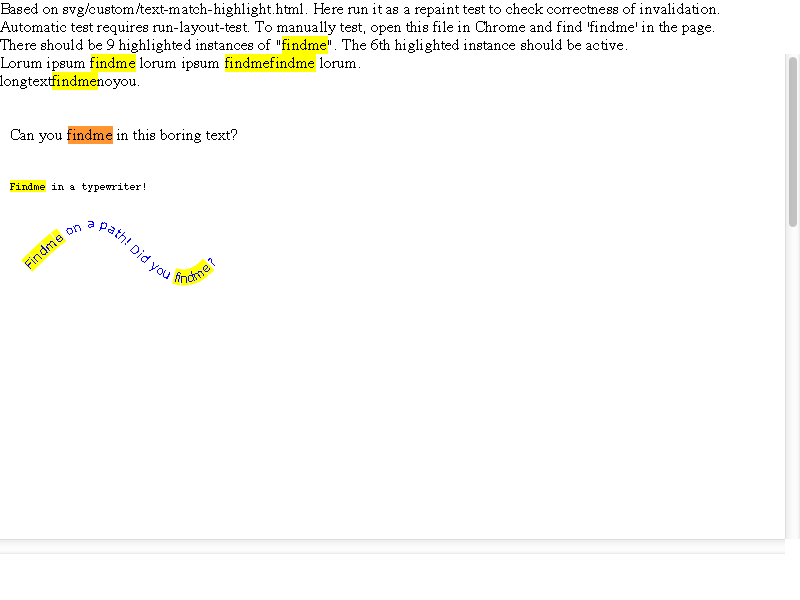 Based on svg/custom/text-match-highlight.html. Here run it as a repaint test to check correctness of invalidation.
Automatic test requires run-layout-test. To manually test, open this file in Chrome and find 'findme' in the page.
There should be 9 highlighted instances of "findme". The 6th higlighted instance should be active.
Lorum ipsum findme lorum ipsum findmefindme lorum.
longtextfindmenoyou.
Can you findme in this boring text?
Findme in a typewriter!
Findme on a path! Did you findme?